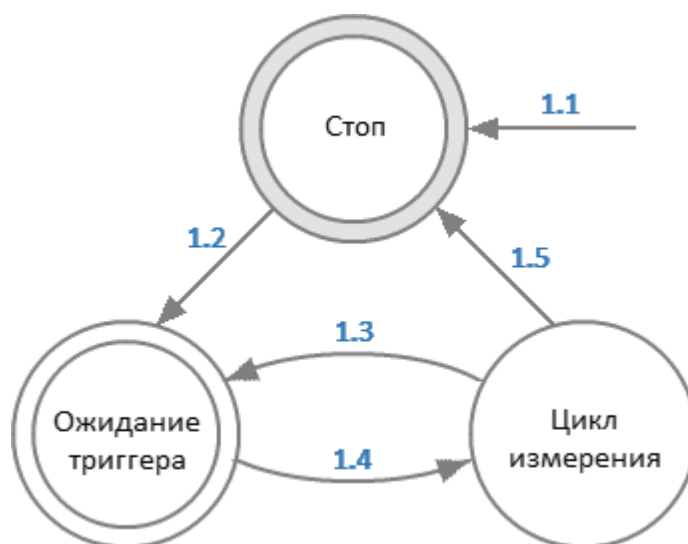 1.1
Стоп
1.2
1.5
1.3
Ожидание
триггера
1.4
Цикл
измерения